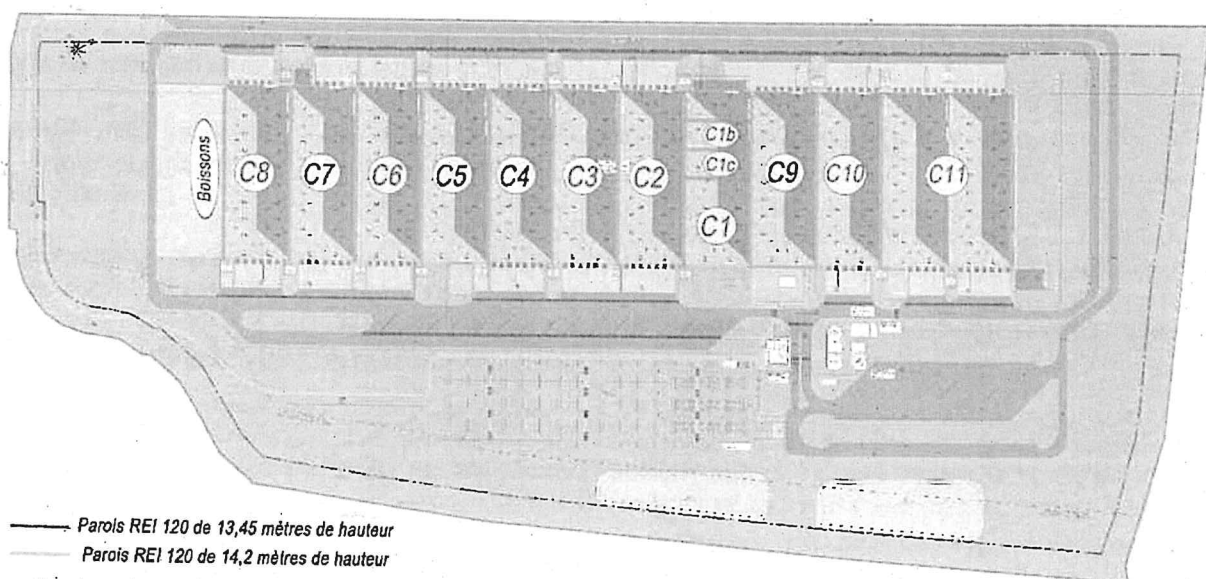 Boissons
C8
C7
C6
C5
C4
C3
C2
C1b
C1c
C1
C9
C10
C11
Parois REI 120 de 13,45 mètres de hauteur
Parois REI 120 de 14,2 mètres de hauteur